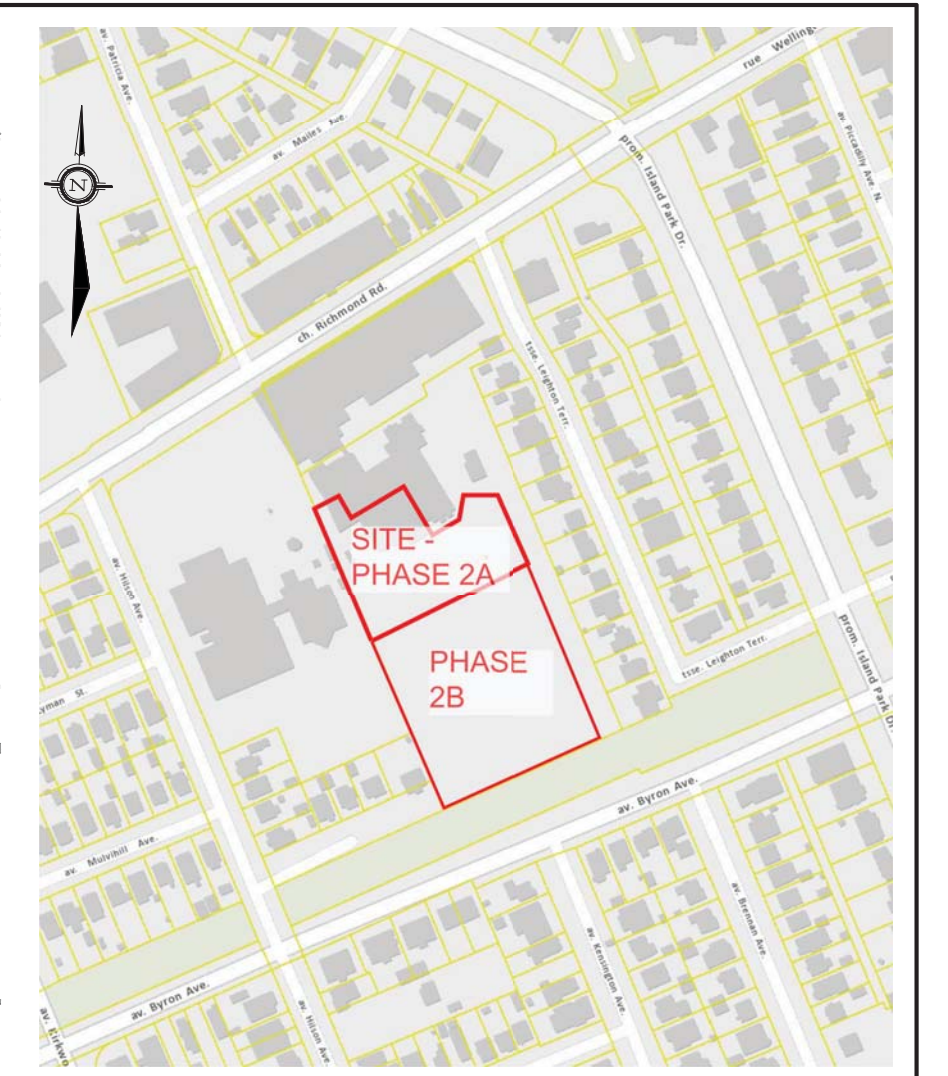 av. Patricia Ave.
rue Welling
av. Mailes Ave.
av. Piccadilly Ave. N.
prom. Island Park Dr.
N
ch. Richmond Rd.
tsse. Leighton Terr.
SITE -
PHASE 2A
av. Hilson Ave.
PHASE
2B
tsse. Leighton Terr.
prom. Island Park Dr.
yman St.
av. Byron Ave.
av. Mulvihill Ave.
av. Brennan Ave.
av. Kensington Ave.
av. Byron Ave.
av. Hilson Ave.
av. Kirkwo